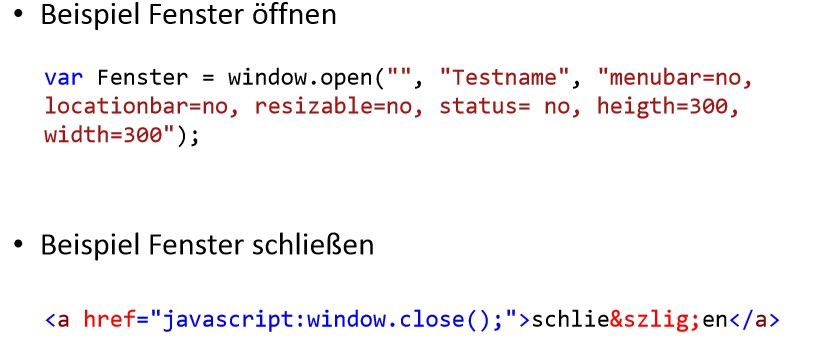 • Beispiel Fenster öffnen
var Fenster = window.open("", "Testname", "menubar=no,
locationbar=no, resizable=no, status= no, heigth=300,
width=300");
• Beispiel Fenster schließen
<a href="javascript:window.close();">schlie&szlig;en</a>